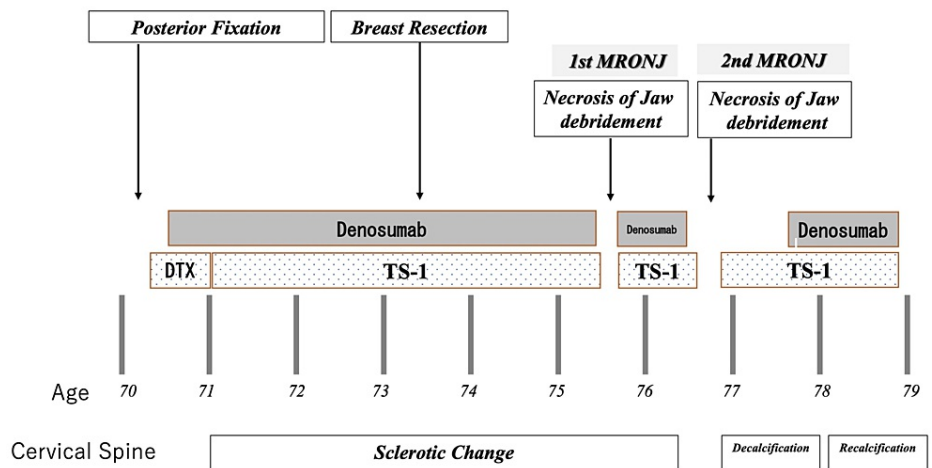 Posterior Fixation
Breast Resection
1st MRONJ
2nd MRONJ
Necrosis of Jaw
debridement
Necrosis of Jaw
debridement
Denosumab
Denosumab
Denosumab
DTX
TS-1
TS-1
TS-1
Age
70
71
72
73
74
75
76
77
78
79
Cervical Spine
Sclerotic Change
Decalcification
Recalcification